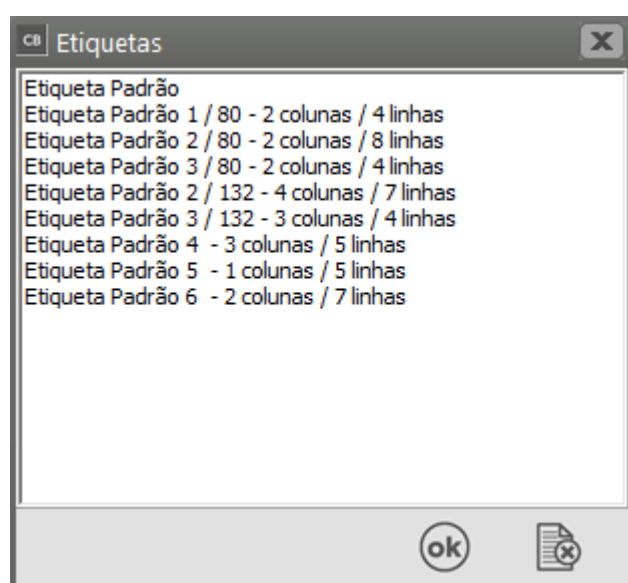 CB Etiquetas
Etiqueta Padrão
Etiqueta Padrão 1 / 80 - 2 colunas / 4 linhas
Etiqueta Padrão 2 / 80 - 2 colunas / 8 linhas
Etiqueta Padrão 3 / 80 - 2 colunas / 4 linhas
Etiqueta Padrão 2 / 132 - 4 colunas / 7 linhas
Etiqueta Padrão 3 / 132 - 3 colunas / 4 linhas
Etiqueta Padrão 4  - 3 colunas / 5 linhas
Etiqueta Padrão 5  - 1 colunas / 5 linhas
Etiqueta Padrão 6  - 2 colunas / 7 linhas
ok